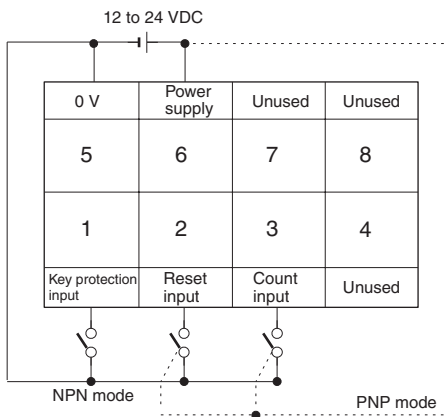 12 to 24 VDC
0 V
Power
supply
Unused
Unused
5
6
7
8
1
2
3
4
Key protection
input
Reset
input
Count
input
Unused
NPN mode
PNP mode